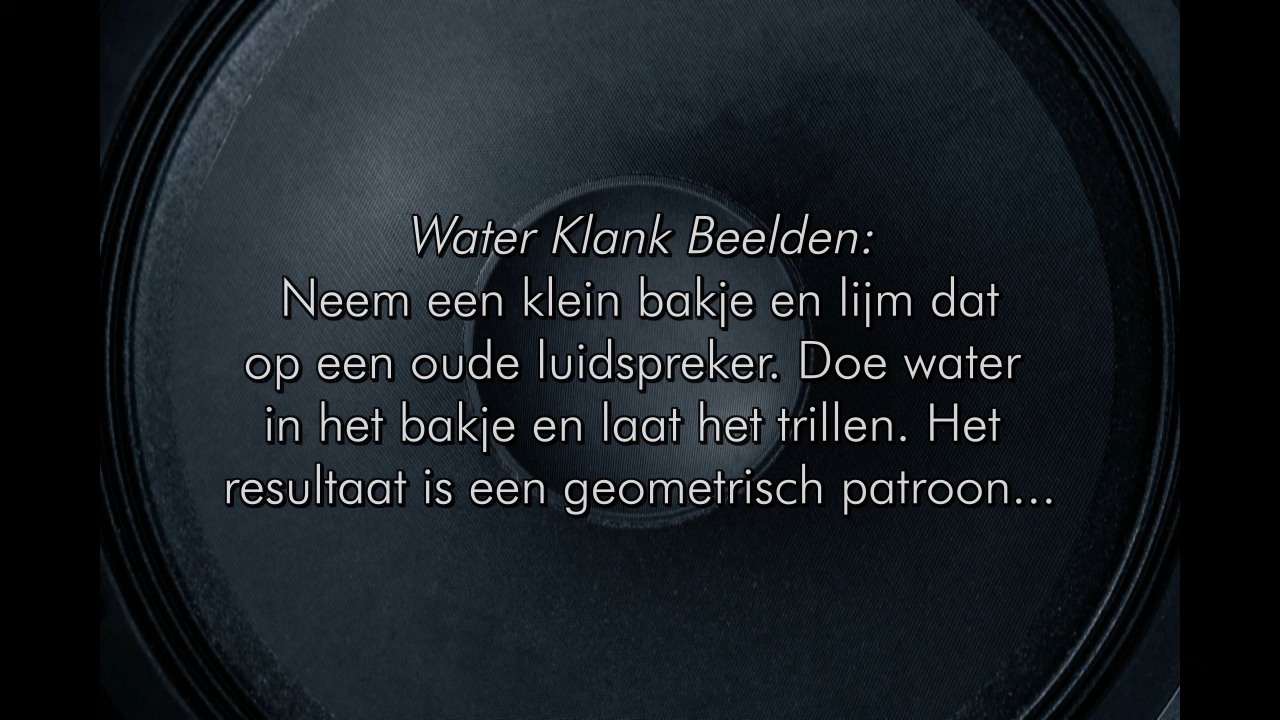 Water Klank Beelden:
Neem een klein bakje en lijm dat
op een oude luidspreker. Doe water
in het bakje en laat het trillen. Het
resultaat is een geometrisch patroon...